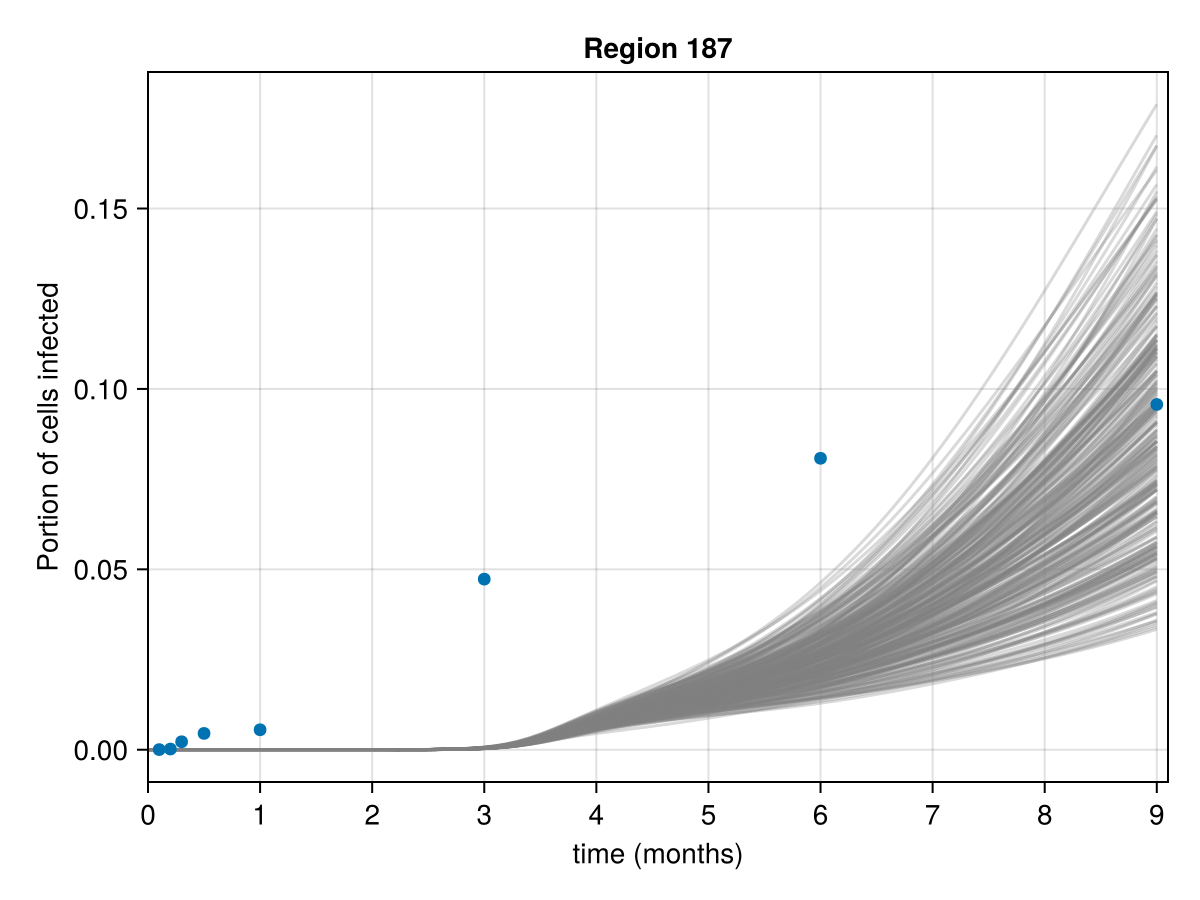 Region 187
Portion of cells infected
0.15
0.10
0.05
0.00
0 1 2 3 4 5 6 7 8 9
time (months)